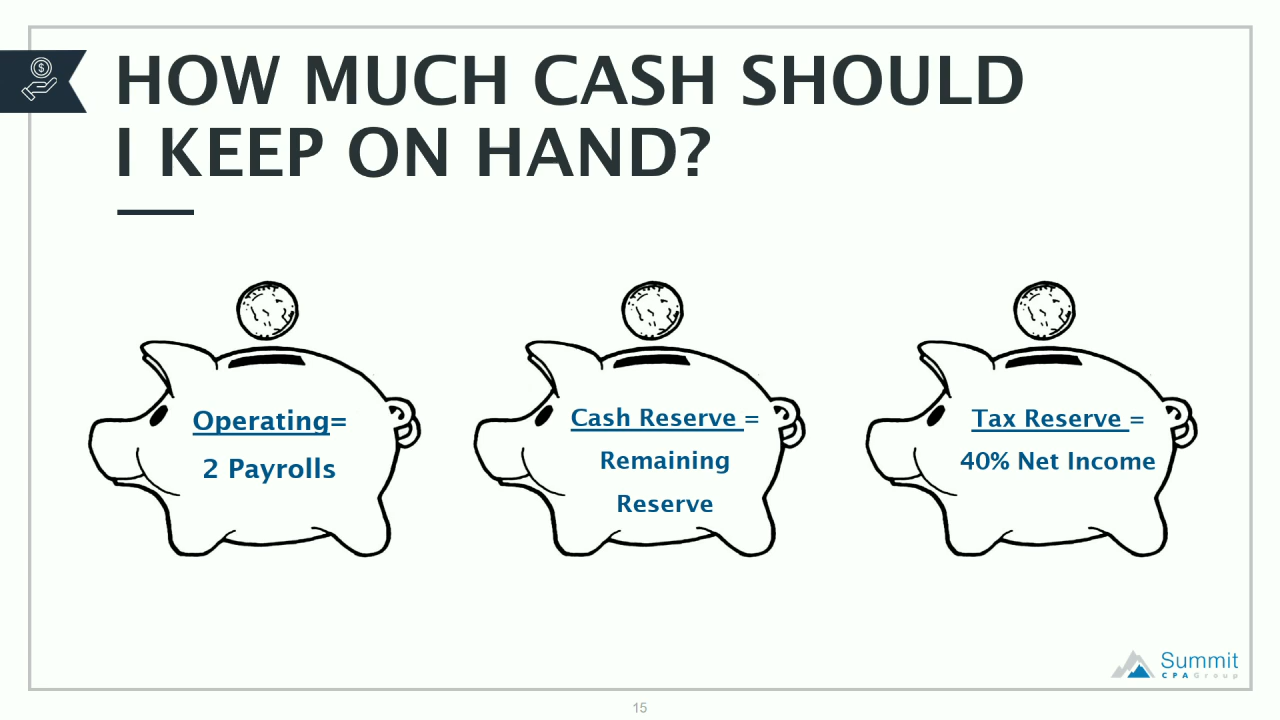 HOW MUCH CASH SHOULD
I KEEP ON HAND?
Operating=
2 Payrolls
Cash Reserve =
Remaining
Reserve
Tax Reserve =
40% Net Income
Summit
CPA Group
15